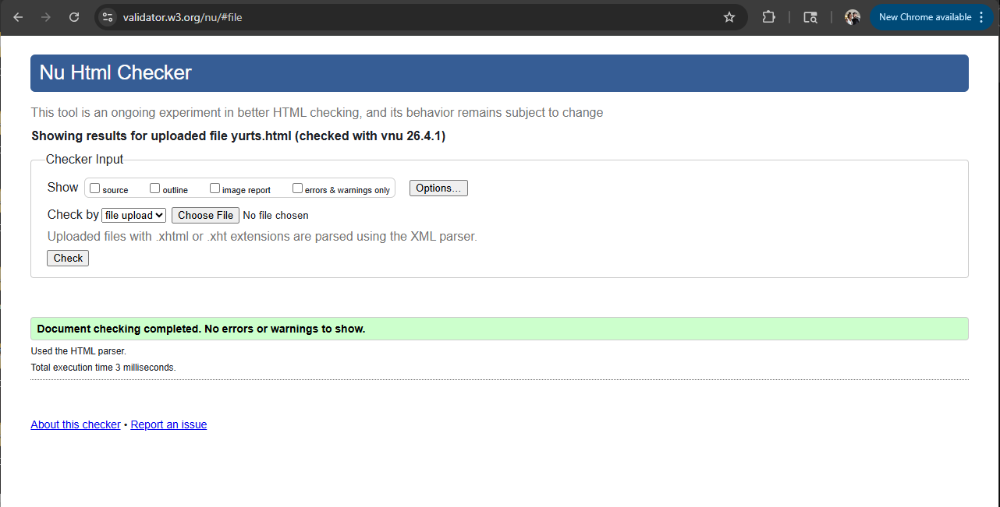 validator.w3.org/nu/#file
New Chrome available
Nu Html Checker
This tool is an ongoing experiment in better HTML checking, and its behavior remains subject to change
Showing results for uploaded file yurts.html (checked with vnu 26.4.1)
Checker Input
Show source outline image report errors & warnings only Options...
Check by file upload Choose File No file chosen
Uploaded files with .xhtml or .xht extensions are parsed using the XML parser.
Check
Document checking completed. No errors or warnings to show.
Used the HTML parser.
Total execution time 3 milliseconds.
About this checker • Report an issue